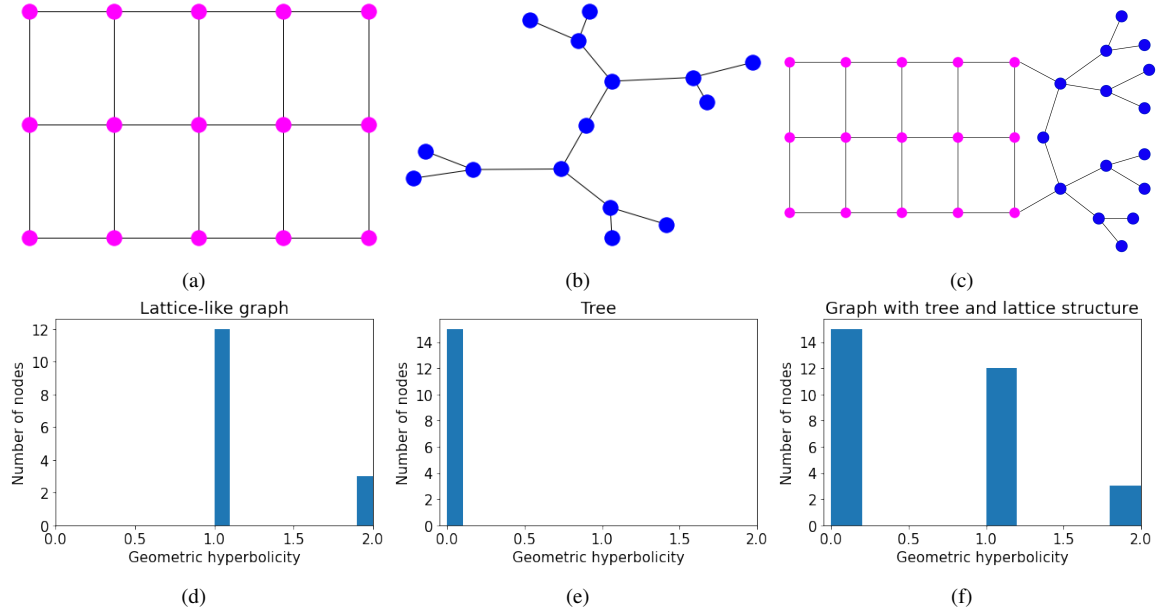 (a) (b) (c)
Lattice-like graph
Number of nodes
12
10
8
6
4
2
0
0.0 0.5 1.0 1.5 2.0
Geometric hyperbolicity
Tree
Number of nodes
14
12
10
8
6
4
2
0
0.0 0.5 1.0 1.5 2.0
Geometric hyperbolicity
Graph with tree and lattice structure
Number of nodes
14
12
10
8
6
4
2
0
0.0 0.5 1.0 1.5 2.0
Geometric hyperbolicity
(d) (e) (f)